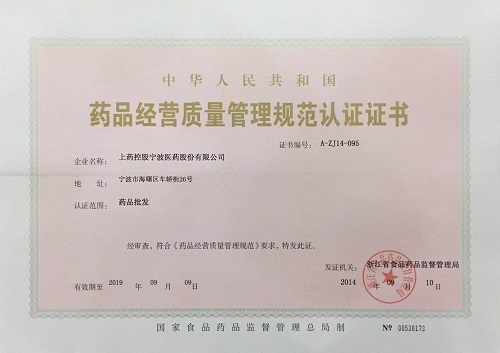 中华人民共和国
药品经营质量管理规范认证证书
证书编号： A-ZJ14-095
企业名称： 上药控股宁波医药股份有限公司
地 址： 宁波市海曙区车轿街26号
认证范围： 药品批发
经审查，符合《药品经营质量管理规范》要求，特发此证。
发证机关： 浙江省食品药品监督管理局
有效期至 2019 年 09 月 09 日 2014 年 09 月 10 日
国家食品药品监督管理总局制 № 00538173